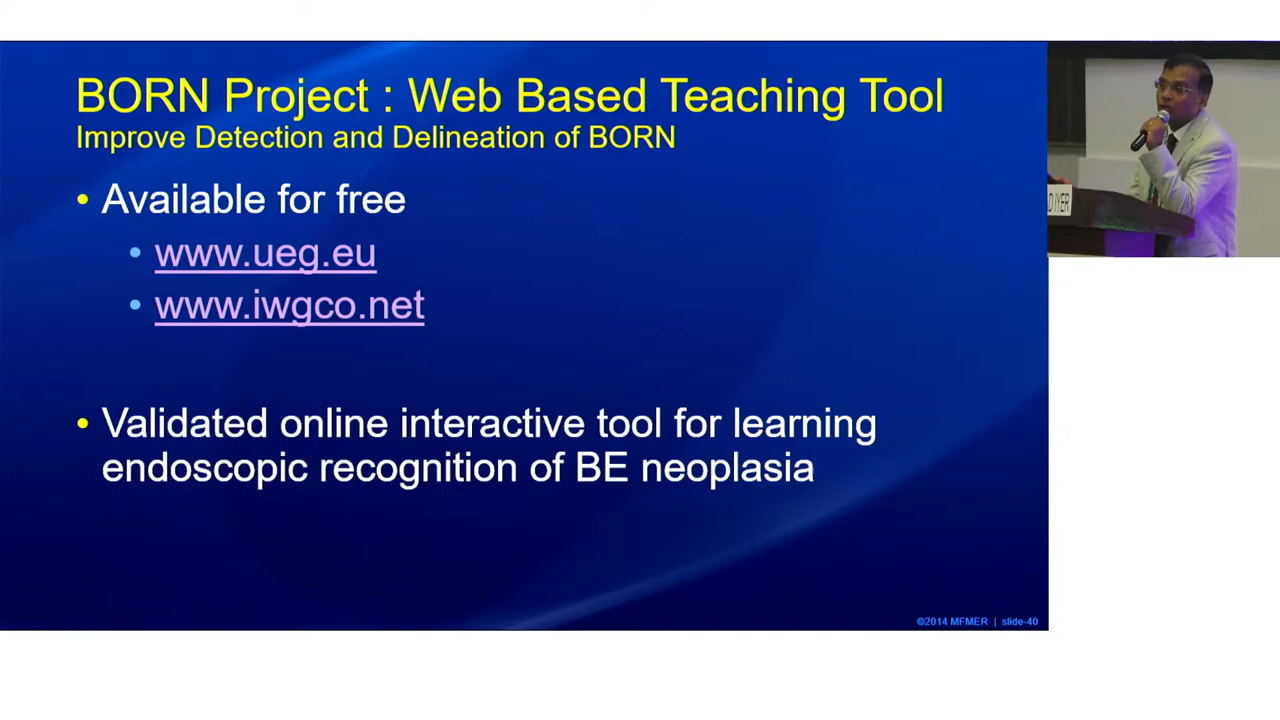 BORN Project : Web Based Teaching Tool
Improve Detection and Delineation of BORN
• Available for free
• www.ueg.eu
• www.iwgco.net
• Validated online interactive tool for learning
endoscopic recognition of BE neoplasia
©2014 MFMER | slide-40
D IYER